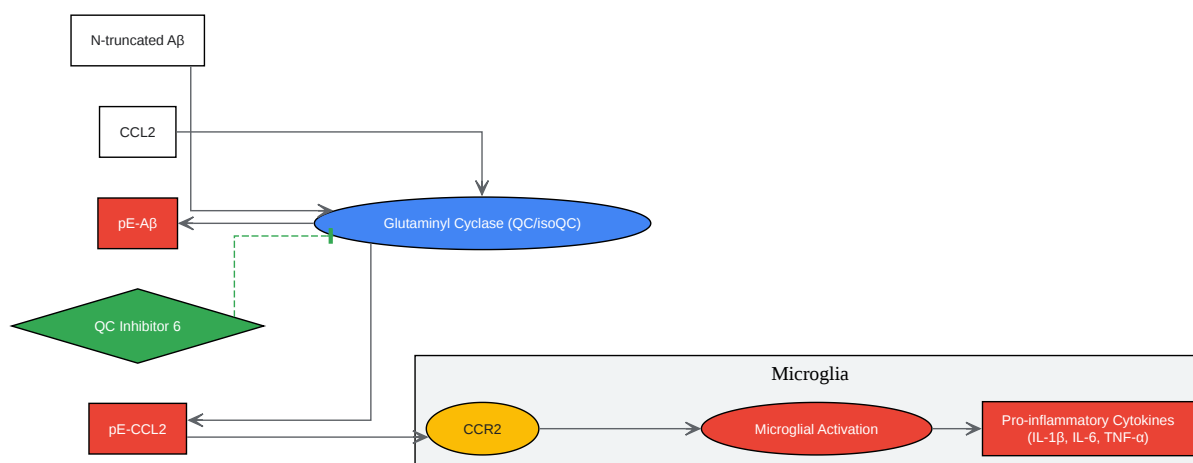 N-truncated Aβ
CCL2
pE-Aβ
Glutaminyl Cyclase (QC/isoQC)
QC Inhibitor 6
Microglia
pE-CCL2
CCR2
Microglial Activation
Pro-inflammatory Cytokines
(IL-1β, IL-6, TNF-α)